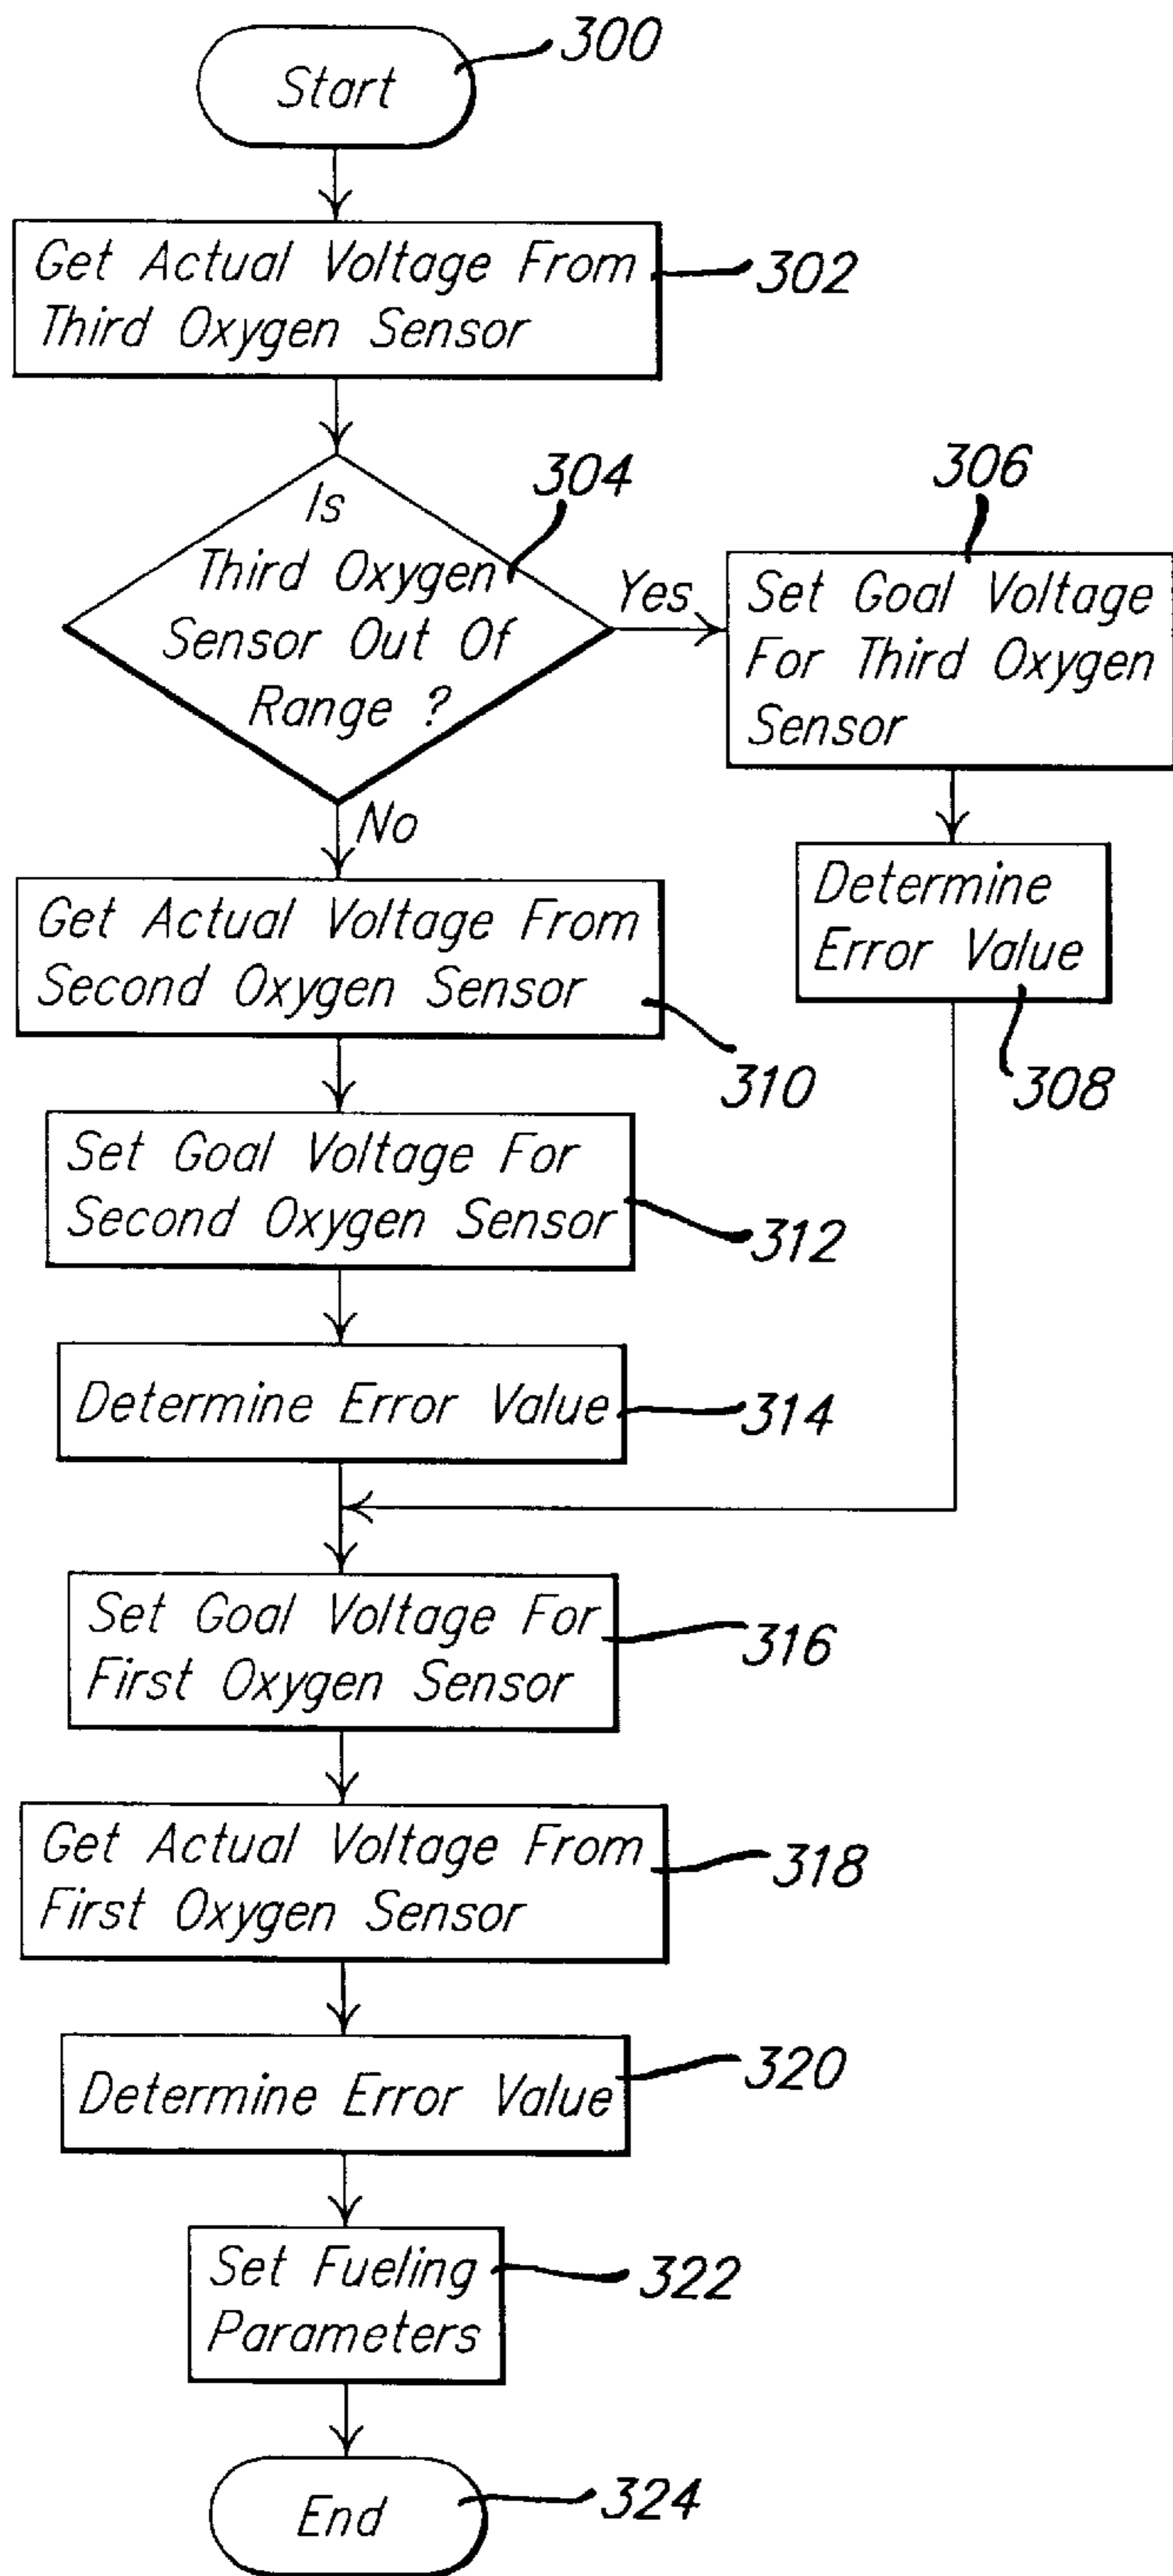 Start
300
Get Actual Voltage From
Third Oxygen Sensor
302
Is
Third Oxygen
Sensor Out Of
Range ?
304
Yes
306
Set Goal Voltage
For Third Oxygen
Sensor
Determine
Error Value
308
No
Get Actual Voltage From
Second Oxygen Sensor
310
Set Goal Voltage For
Second Oxygen Sensor
312
Determine Error Value
314
Set Goal Voltage For
First Oxygen Sensor
316
Get Actual Voltage From
First Oxygen Sensor
318
Determine Error Value
320
Set Fueling
Parameters
322
End
324